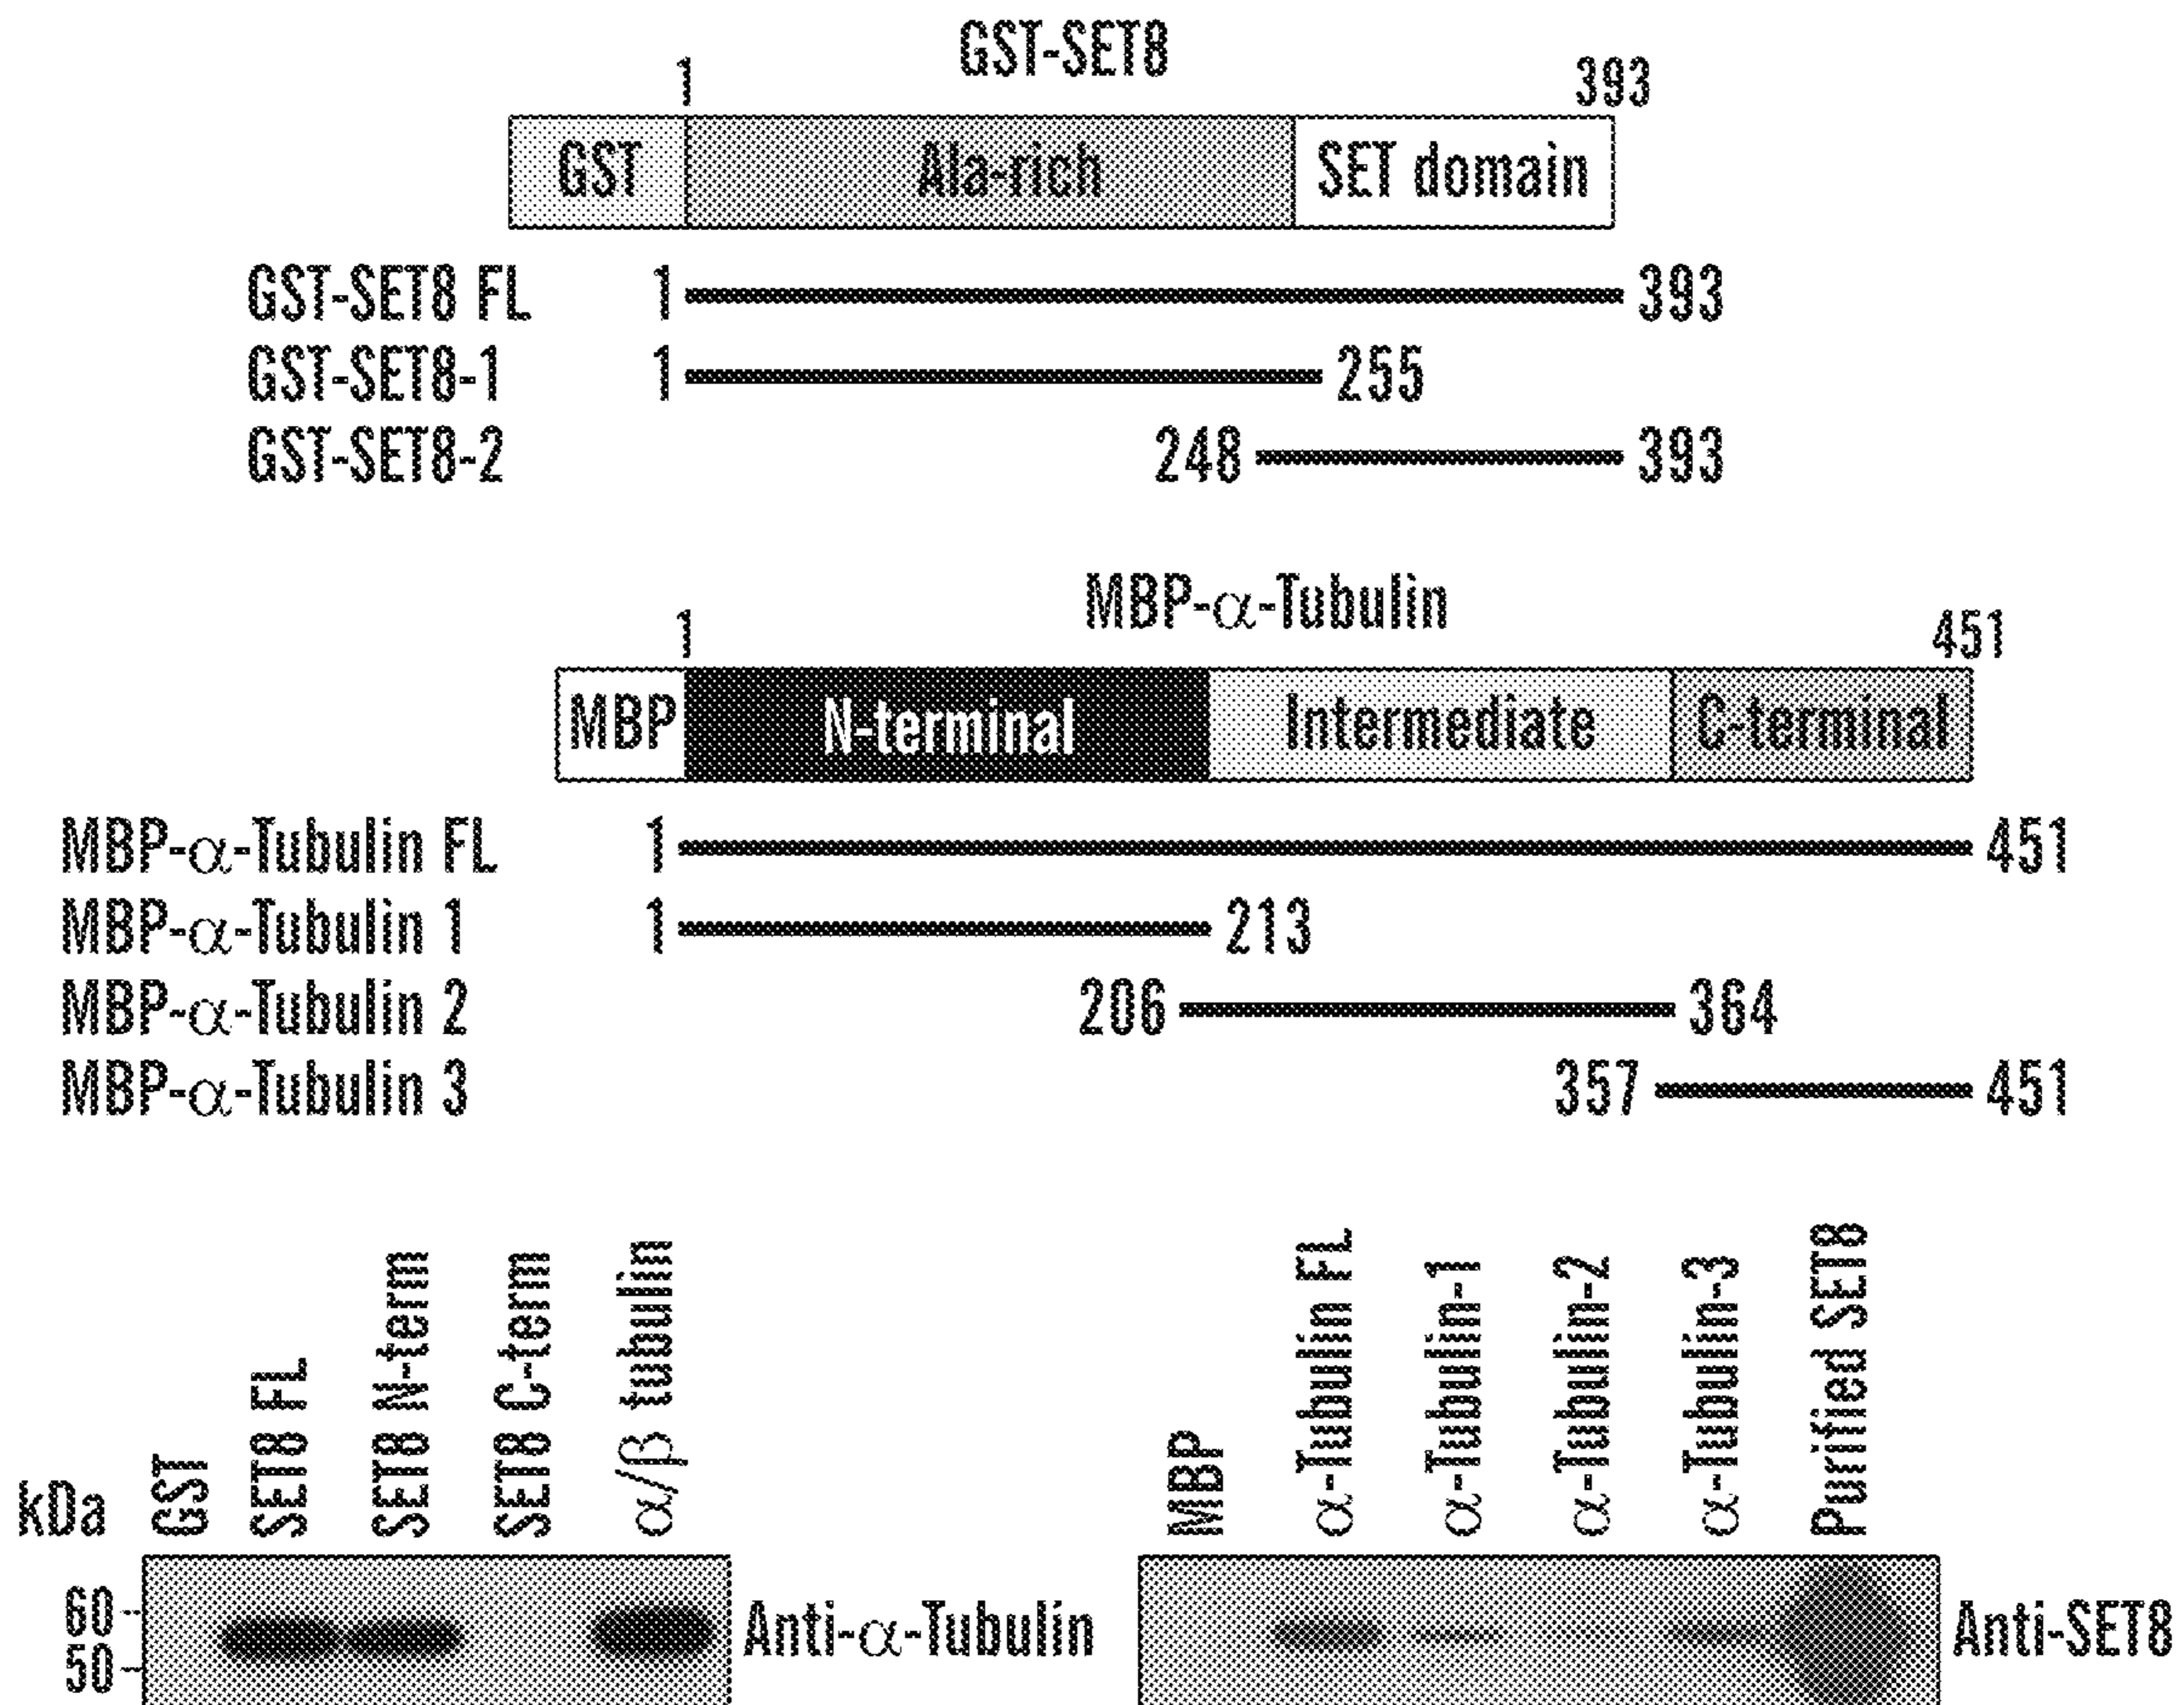 GST-SET8
1 393
GST Ala-rich SET domain
GST-SET8 FL 1 393
GST-SET8-1 1 255
GST-SET8-2 248 393
MBP-α-Tubulin
1 451
MBP N-terminal Intermediate C-terminal
MBP-α-Tubulin FL 1 451
MBP-α-Tubulin 1 1 213
MBP-α-Tubulin 2 206 364
MBP-α-Tubulin 3 357 451
kDa
GST
SET8 FL
SET8 N-term
SET8 C-term
α/β tubulin
60
50
Anti-α-Tubulin
MBP
α-Tubulin FL
α-Tubulin-1
α-Tubulin-2
α-Tubulin-3
Purified SET8
Anti-SET8